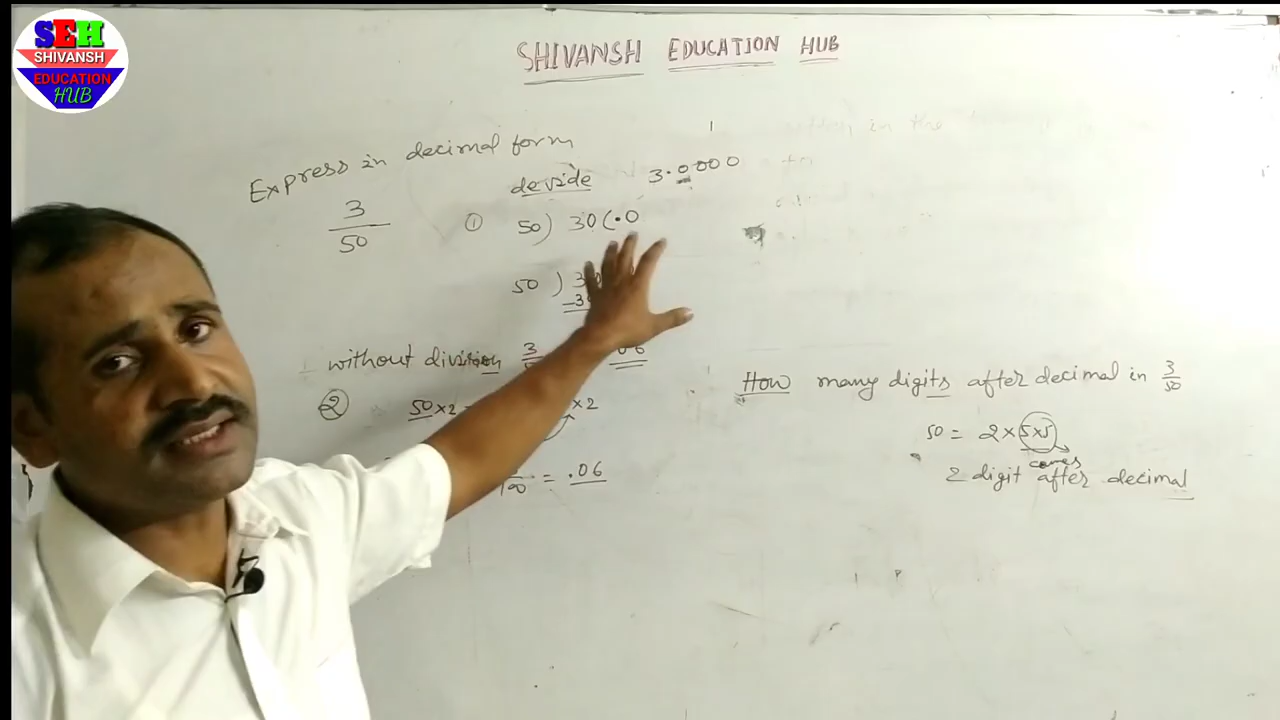 SEH
SHIVANSH
EDUCATION
HUB
SHIVANSH EDUCATION HUB
Express in decimal form
3
50
devide
3.0000
① 50) 30(.0
50 )
without division 3
② 50×2
×2
100 = .06
How many digits after decimal in 3/50
50 = 2×5×5
comes
2 digit after decimal